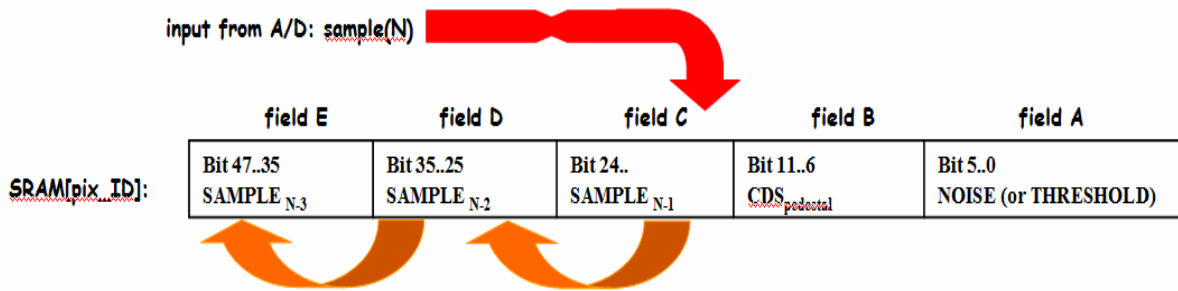 input from A/D: sample(N)
field E
field D
field C
field B
field A
SRAM[pix_ID]:
Bit 47..35
SAMPLE N-3
Bit 35..25
SAMPLE N-2
Bit 24..
SAMPLE N-1
Bit 11..6
CDSpedestal
Bit 5..0
NOISE (or THRESHOLD)